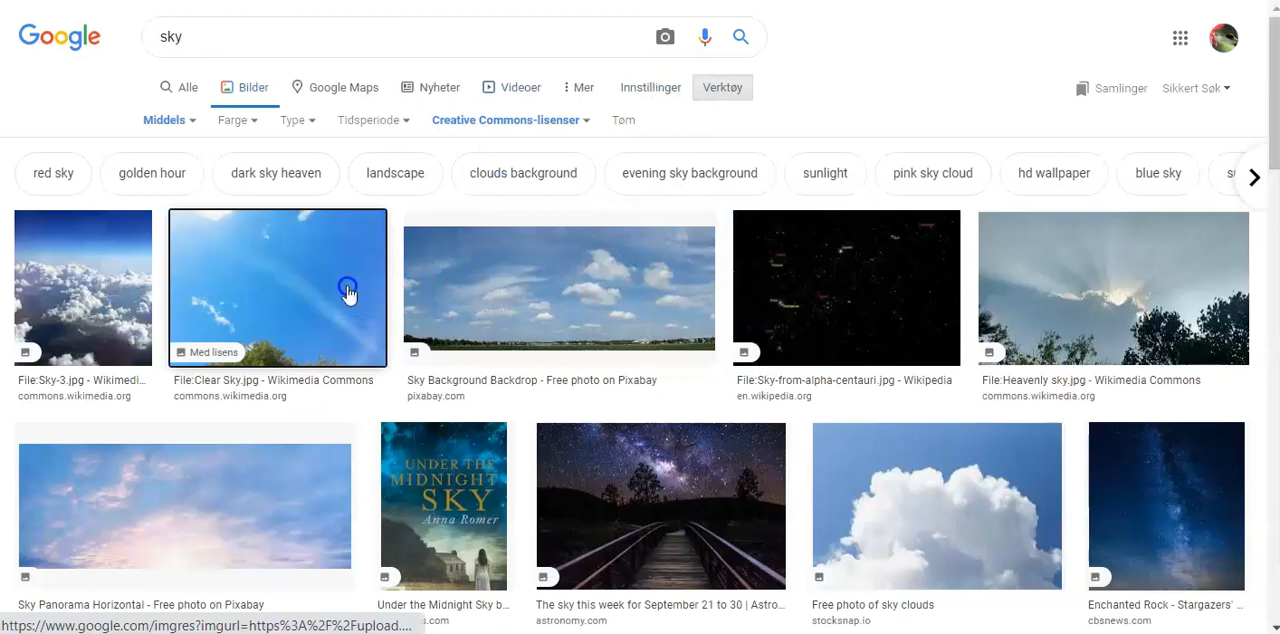 Google
sky
Alle Bilder Google Maps Nyheter Videoer Mer Innstillinger Verktøy Samlinger Sikkert Søk
Middels Farge Type Tidsperiode Creative Commons-lisenser Tøm
red sky golden hour dark sky heaven landscape clouds background evening sky background sunlight pink sky cloud hd wallpaper blue sky
Med lisens
File:Sky-3.jpg - Wikimedi... File:Clear Sky.jpg - Wikimedia Commons Sky Background Backdrop - Free photo on Pixabay File:Sky-from-alpha-centauri.jpg - Wikipedia File:Heavenly sky.jpg - Wikimedia Commons
commons.wikimedia.org commons.wikimedia.org pixabay.com en.wikipedia.org commons.wikimedia.org
UNDER THE
MIDNIGHT
SKY
Anna Romer
Sky Panorama Horizontal - Free photo on Pixabay Under the Midnight Sky b... The sky this week for September 21 to 30 | Astro... Free photo of sky clouds Enchanted Rock - Stargazers' ...
astronomy.com stocksnap.io cbsnews.com
https://www.google.com/imgres?imgurl=https%3A%2F%2Fupload....